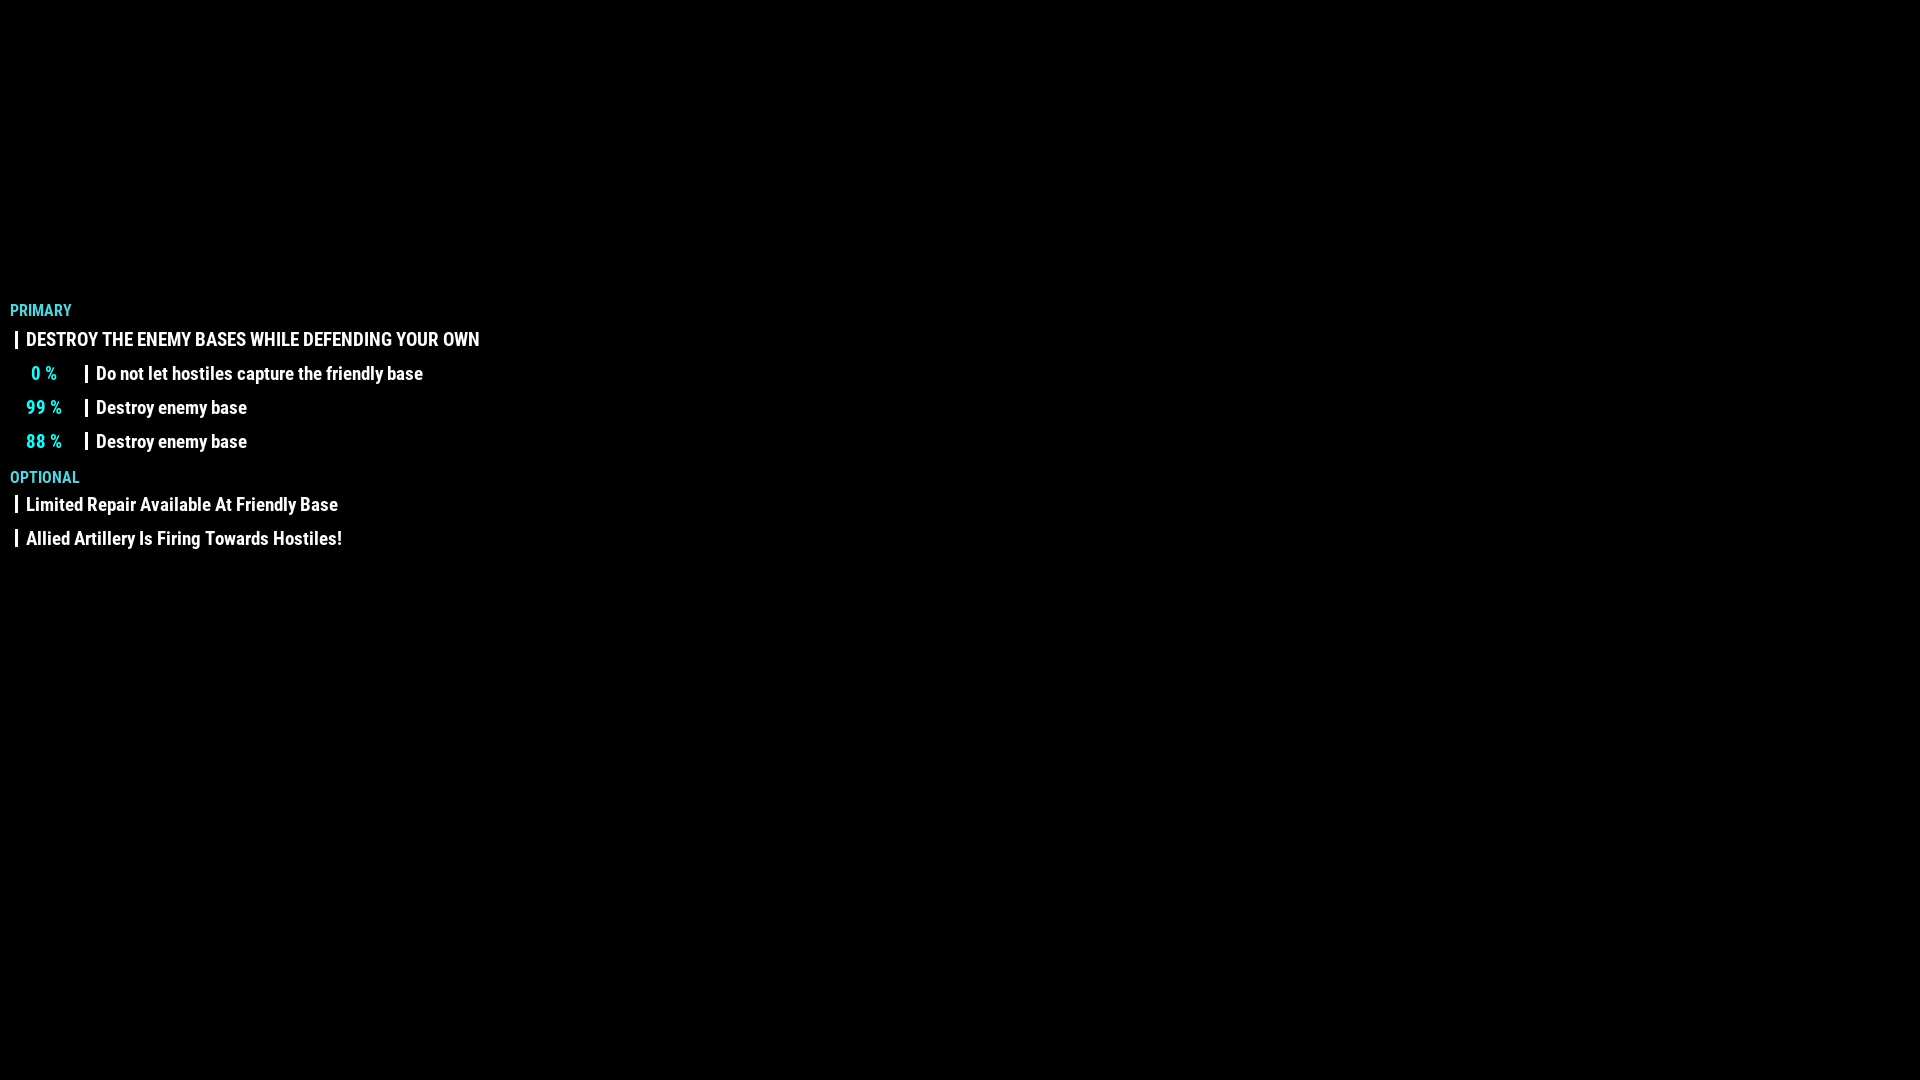 PRIMARY
DESTROY THE ENEMY BASES WHILE DEFENDING YOUR OWN
0 % Do not let hostiles capture the friendly base
99 % Destroy enemy base
88 % Destroy enemy base
OPTIONAL
Limited Repair Available At Friendly Base
Allied Artillery Is Firing Towards Hostiles!